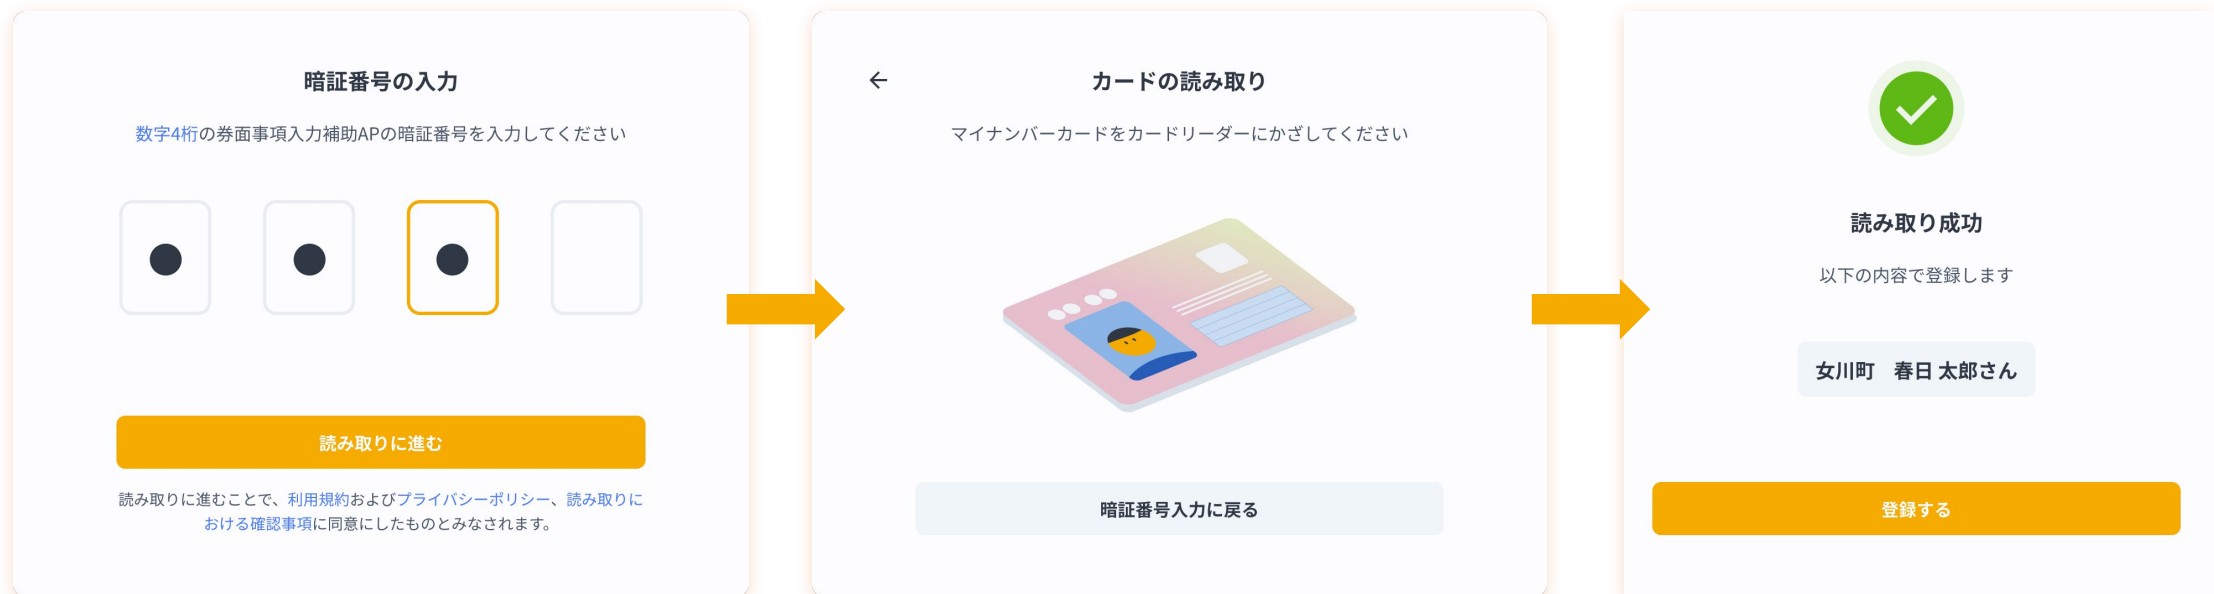 暗証番号の入力
数字4桁の券面事項入力補助APの暗証番号を入力してください
読み取りに進む
読み取りに進むことで、利用規約およびプライバシーポリシー、読み取りに
おける確認事項に同意にしたものとみなされます。
カードの読み取り
マイナンバーカードをカードリーダーにかざしてください
暗証番号入力に戻る
読み取り成功
以下の内容で登録します
女川町 春日 太郎さん
登録する